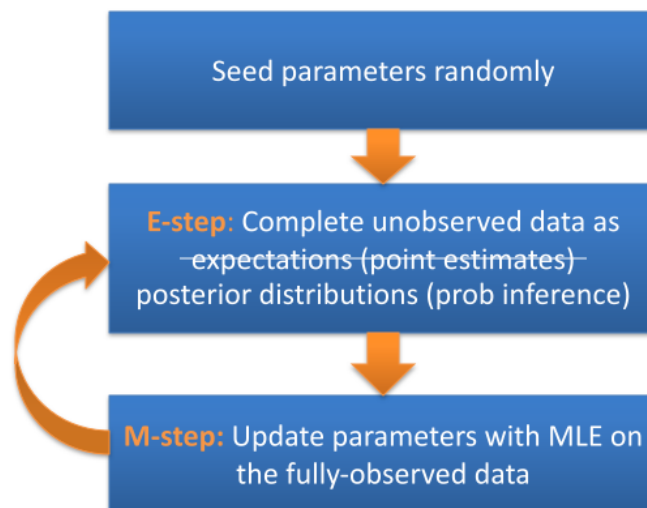 Seed parameters randomly
E-step: Complete unobserved data as
expectations (point estimates)
posterior distributions (prob inference)
M-step: Update parameters with MLE on
the fully-observed data